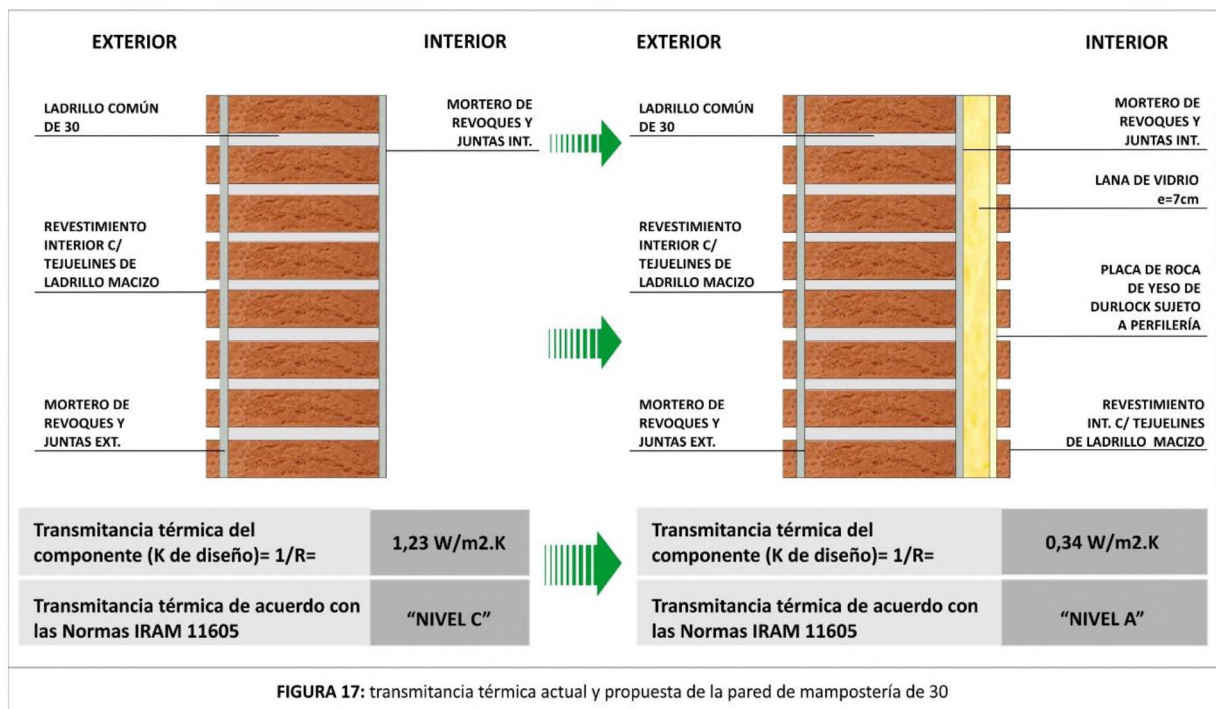 EXTERIOR
INTERIOR
LADRILLO COMÚN
DE 30
MORTERO DE
REVOQUES Y
JUNTAS INT.
REVESTIMIENTO
INTERIOR C/
TEJUELINES DE
LADRILLO MACIZO
MORTERO DE
REVOQUES Y
JUNTAS EXT.
EXTERIOR
INTERIOR
LADRILLO COMÚN
DE 30
MORTERO DE
REVOQUES Y
JUNTAS INT.
LANA DE VIDRIO
e=7cm
REVESTIMIENTO
INTERIOR C/
TEJUELINES DE
LADRILLO MACIZO
PLACA DE ROCA
DE YESO DE
DURLOCK SUJETO
A PERFILERÍA
MORTERO DE
REVOQUES Y
JUNTAS EXT.
REVESTIMIENTO
INT. C/ TEJUELINES
DE LADRILLO MACIZO
Transmitancia térmica del
componente (K de diseño)= 1/R=
1,23 W/m2.K
Transmitancia térmica de acuerdo con
las Normas IRAM 11605
“NIVEL C”
Transmitancia térmica del
componente (K de diseño)= 1/R=
0,34 W/m2.K
Transmitancia térmica de acuerdo con
las Normas IRAM 11605
“NIVEL A”
FIGURA 17: transmitancia térmica actual y propuesta de la pared de mampostería de 30